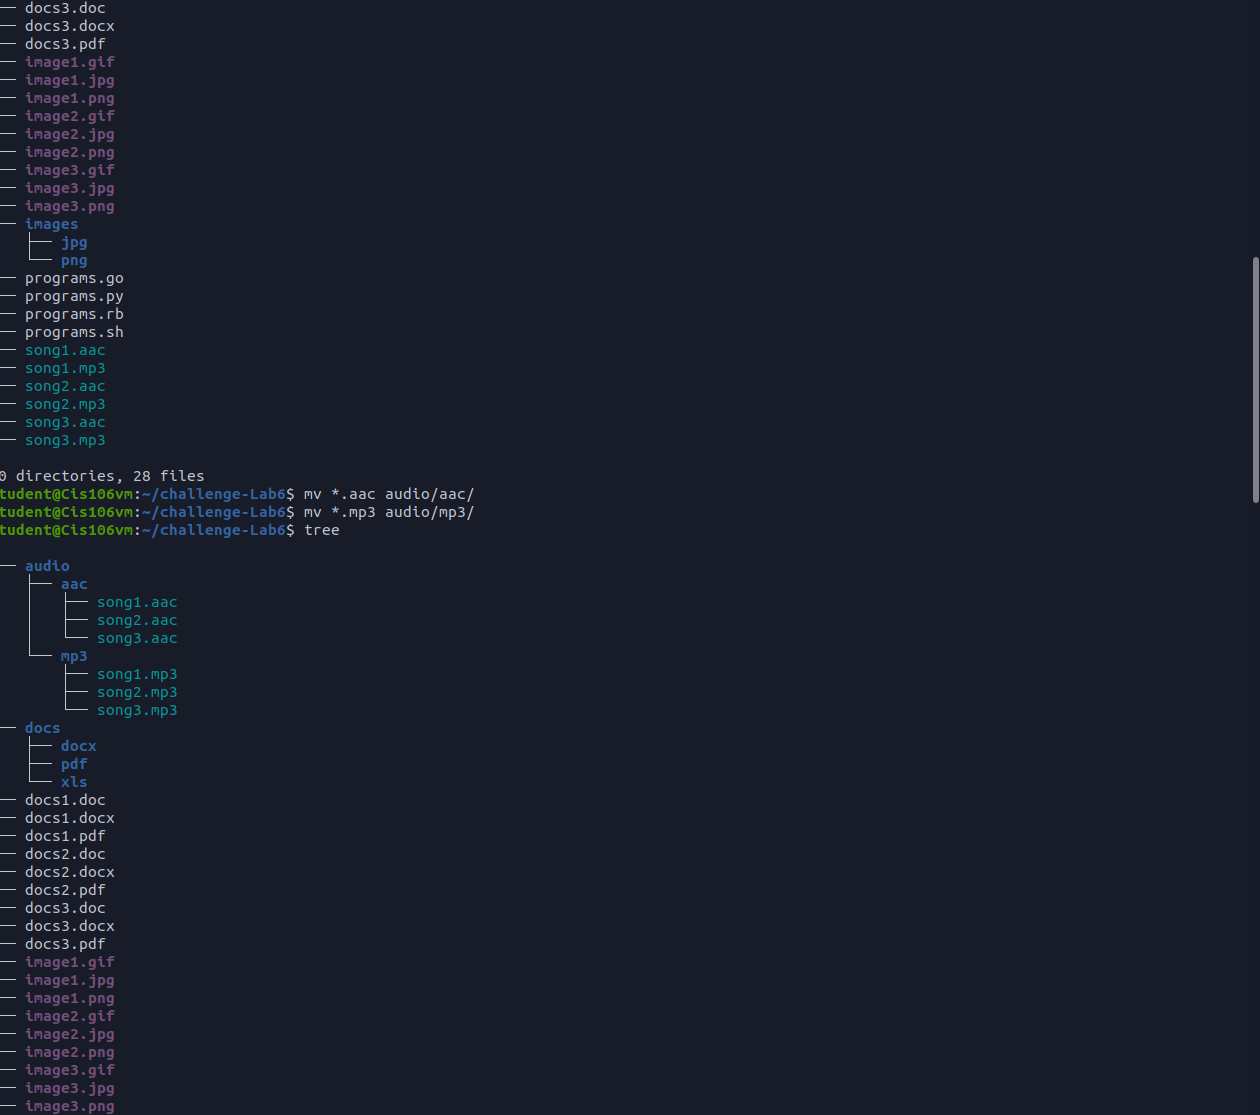 ── docs3.doc
── docs3.docx
── docs3.pdf
── image1.gif
── image1.jpg
── image1.png
── image2.gif
── image2.jpg
── image2.png
── image3.gif
── image3.jpg
── image3.png
── images
   ├── jpg
   └── png
── programs.go
── programs.py
── programs.rb
── programs.sh
── song1.aac
── song1.mp3
── song2.aac
── song2.mp3
── song3.aac
── song3.mp3
0 directories, 28 files
tudent@Cis106vm:~/challenge-Lab6$ mv *.aac audio/aac/
tudent@Cis106vm:~/challenge-Lab6$ mv *.mp3 audio/mp3/
tudent@Cis106vm:~/challenge-Lab6$ tree
── audio
   ├── aac
   │   ├── song1.aac
   │   ├── song2.aac
   │   └── song3.aac
   └── mp3
       ├── song1.mp3
       ├── song2.mp3
       └── song3.mp3
── docs
   ├── docx
   ├── pdf
   └── xls
── docs1.doc
── docs1.docx
── docs1.pdf
── docs2.doc
── docs2.docx
── docs2.pdf
── docs3.doc
── docs3.docx
── docs3.pdf
── image1.gif
── image1.jpg
── image1.png
── image2.gif
── image2.jpg
── image2.png
── image3.gif
── image3.jpg
── image3.png